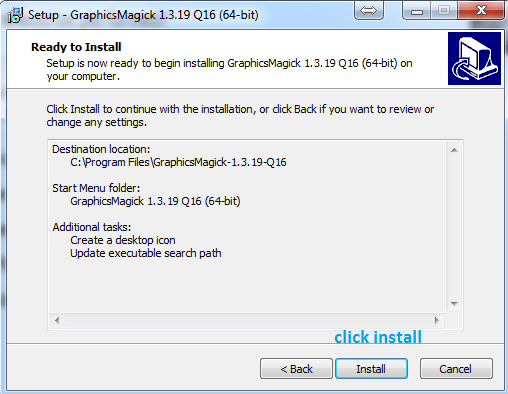 Setup - GraphicsMagick 1.3.19 Q16 (64-bit)
Ready to Install
Setup is now ready to begin installing GraphicsMagick 1.3.19 Q16 (64-bit) on
your computer.
Click Install to continue with the installation, or click Back if you want to review or
change any settings.
Destination location:
C:\Program Files\GraphicsMagick-1.3.19-Q16
Start Menu folder:
GraphicsMagick 1.3.19 Q16 (64-bit)
Additional tasks:
Create a desktop icon
Update executable search path
click install
< Back
Install
Cancel